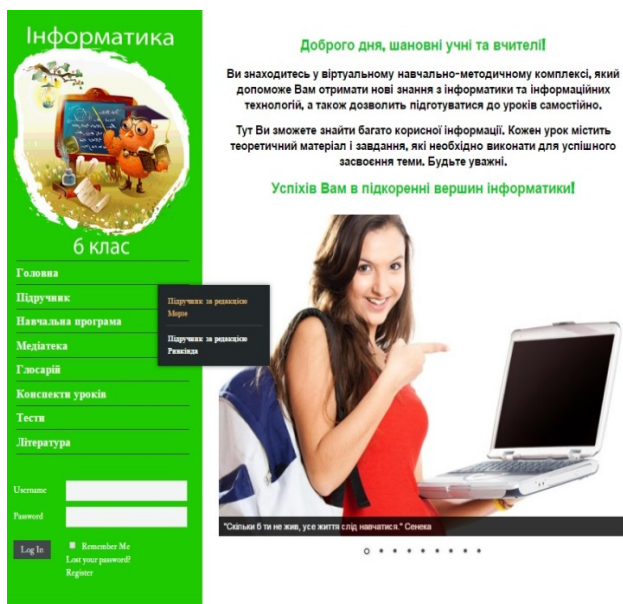 Інформатика
6 клас
Головна
Підручник
Навчальна програма
Медіатека
Глосарій
Конспекти уроків
Тести
Література
Підручник за редакцією
Морзе
Підручник за редакцією
Ривкінда
Username
Password
Log In
Remember Me
Lost your password?
Register
Доброго дня, шановні учні та вчителі!
Ви знаходитесь у віртуальному навчально-методичному комплексі, який
допоможе Вам отримати нові знання з інформатики та інформаційних
технологій, а також дозволить підготуватися до уроків самостійно.
Тут Ви зможете знайти багато корисної інформації. Кожен урок містить
теоретичний матеріал і завдання, які необхідно виконати для успішного
засвоєння теми. Будьте уважні.
Успіхів Вам в підкоренні вершин інформатики!
"Скільки б ти не жив, усе життя слід навчатися." Сенека